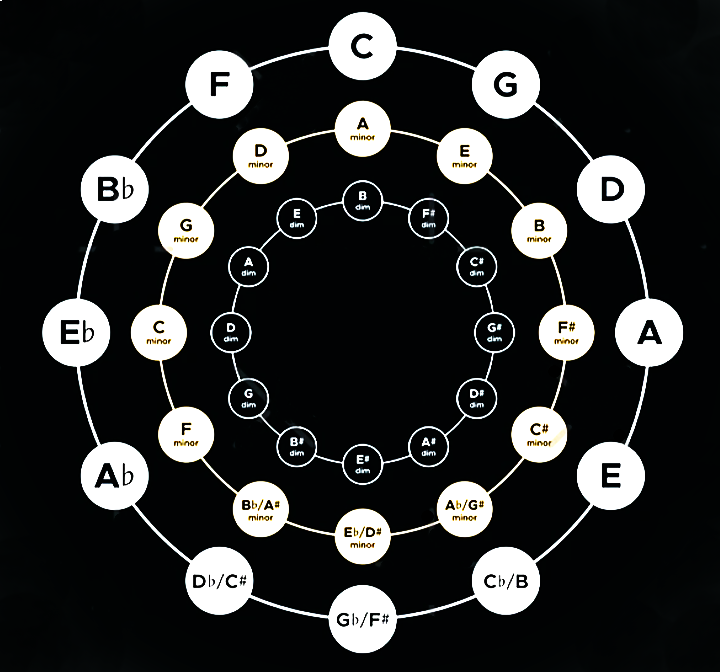 C
F
G
A
minor
D
minor
E
minor
B♭
D
B
dim
E
dim
F#
dim
G
minor
B
minor
A
dim
C#
dim
E♭
C
minor
D
dim
G#
dim
F#
minor
A
G
dim
D#
dim
F
minor
C#
minor
B#
dim
A#
dim
E#
dim
A♭
E
B♭/A#
minor
A♭/G#
minor
E♭/D#
minor
D♭/C#
C♭/B
G♭/F#